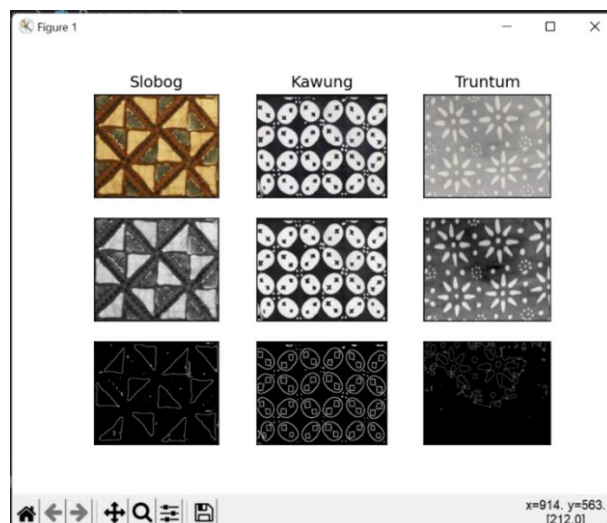 Figure 1
Slobog
Kawung
Truntum
x=914. y=563.
[212.0]